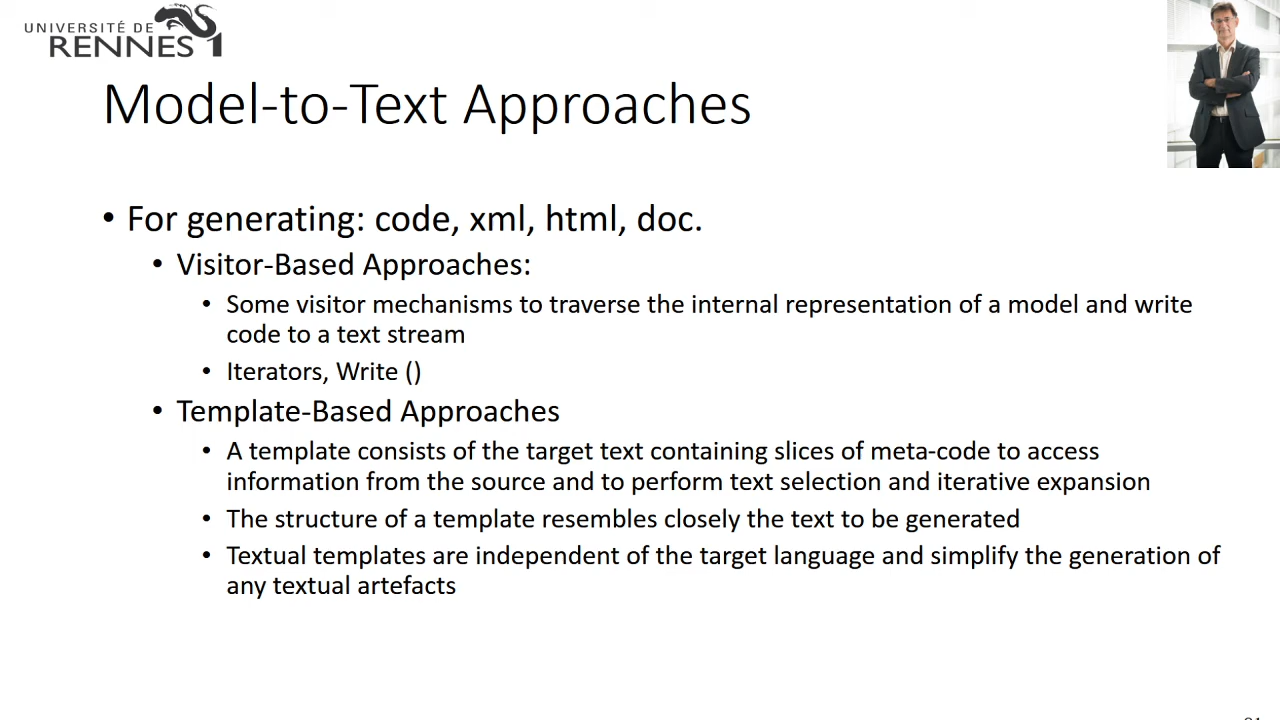 UNIVERSITÉ DE
RENNES 1
Model-to-Text Approaches
• For generating: code, xml, html, doc.
• Visitor-Based Approaches:
• Some visitor mechanisms to traverse the internal representation of a model and write
code to a text stream
• Iterators, Write ()
• Template-Based Approaches
• A template consists of the target text containing slices of meta-code to access
information from the source and to perform text selection and iterative expansion
• The structure of a template resembles closely the text to be generated
• Textual templates are independent of the target language and simplify the generation of
any textual artefacts